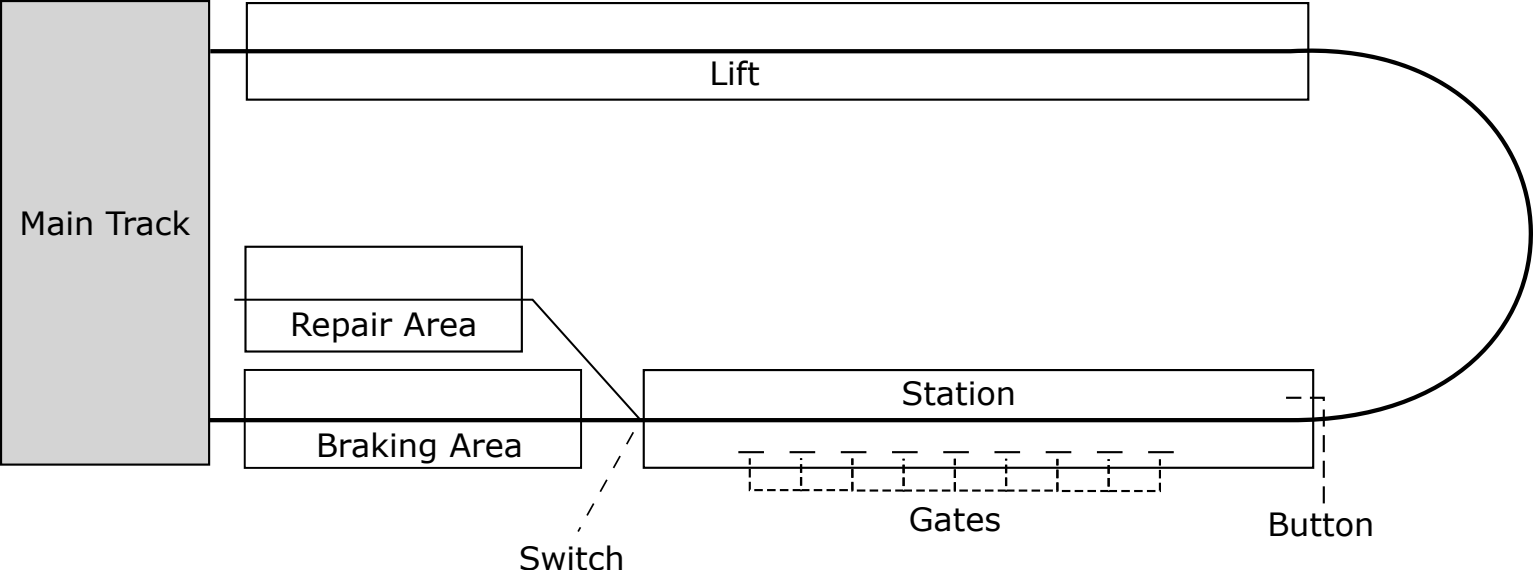 Lift
Main Track
Repair Area
Station
Braking Area
Gates
Button
Switch